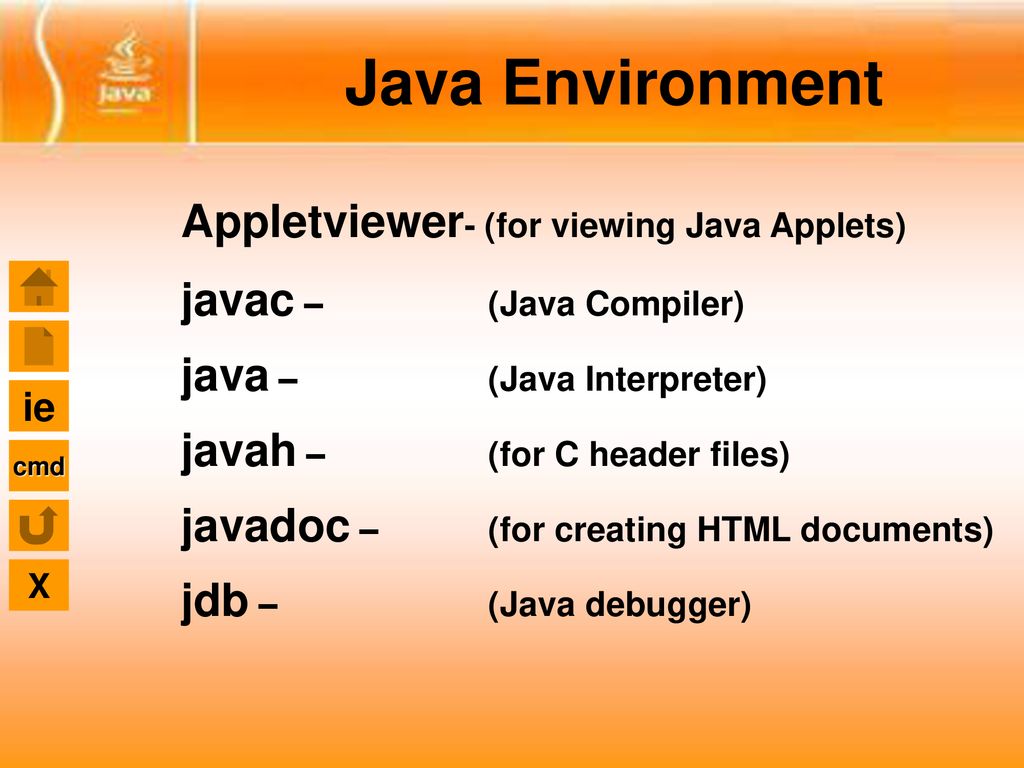 Java
Java Environment
Appletviewer- (for viewing Java Applets)
javac – (Java Compiler)
java – (Java Interpreter)
javah – (for C header files)
javadoc – (for creating HTML documents)
jdb – (Java debugger)
ie
cmd
X